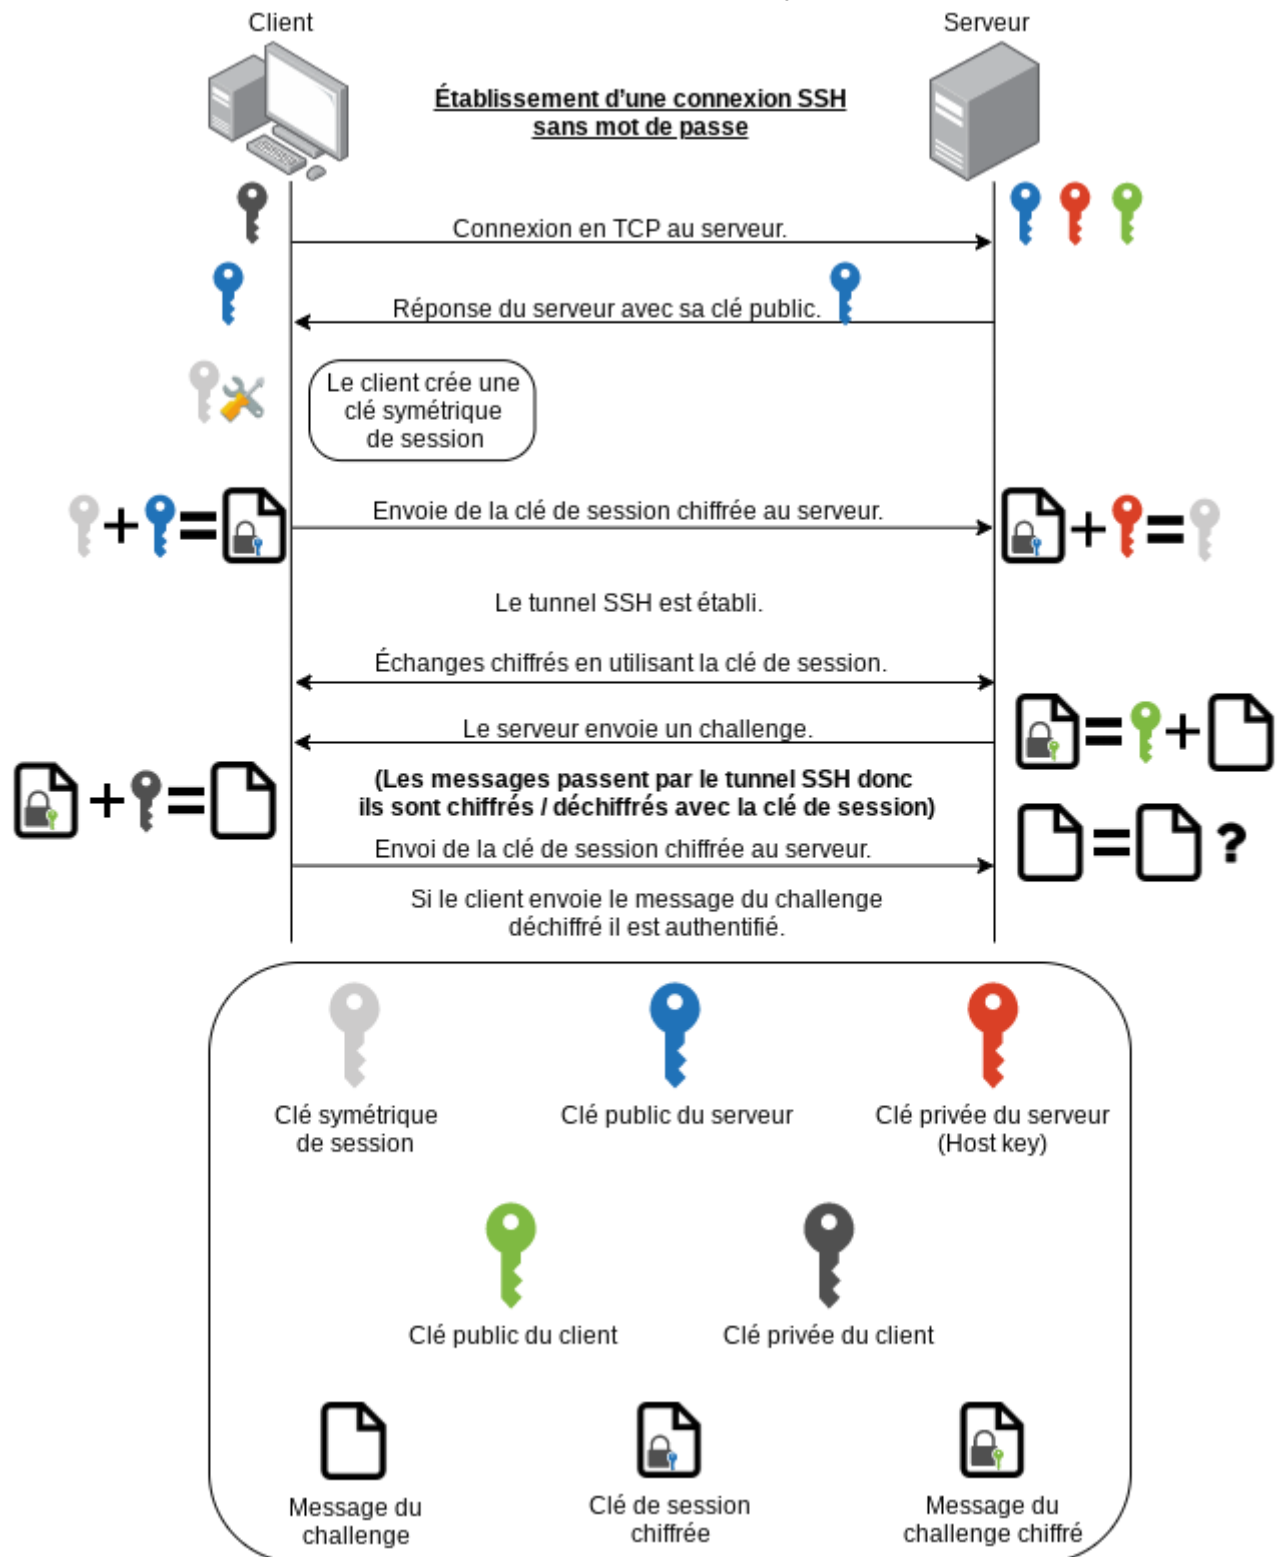 Client
Serveur
Établissement d'une connexion SSH
sans mot de passe
Connexion en TCP au serveur.
Réponse du serveur avec sa clé public.
Le client crée une
clé symétrique
de session
Envoie de la clé de session chiffrée au serveur.
Le tunnel SSH est établi.
Échanges chiffrés en utilisant la clé de session.
Le serveur envoie un challenge.
(Les messages passent par le tunnel SSH donc
ils sont chiffrés / déchiffrés avec la clé de session)
Envoi de la clé de session chiffrée au serveur.
Si le client envoie le message du challenge
déchiffré il est authentifié.
Clé symétrique
de session
Clé public du serveur
Clé privée du serveur
(Host key)
Clé public du client
Clé privée du client
Message du
challenge
Clé de session
chiffrée
Message du
challenge chiffré